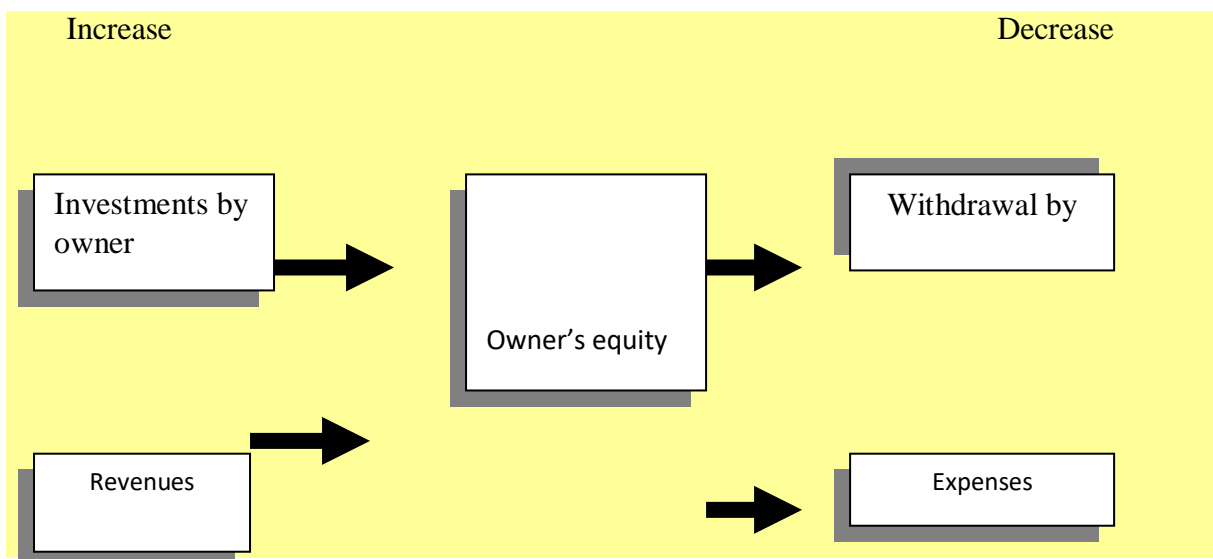 Increase
Decrease
Investments by
owner
Withdrawal by
Owner’s equity
Revenues
Expenses